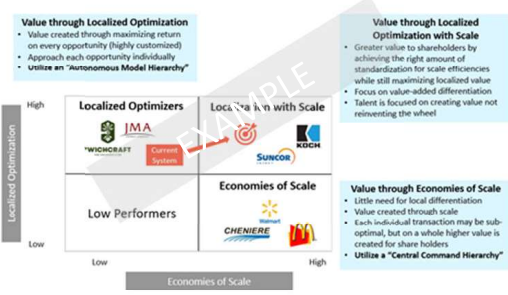 Value through Localized Optimization
• Value created through maximizing return
on every opportunity (highly customized)
• Approach each opportunity individually
• Utilize an "Autonomous Model Hierarchy"
Value through Localized
Optimization with Scale
• Greater value to shareholders by
achieving the right amount of
standardization for scale efficiencies
while still maximizing localized value
• Focus on value-added differentiation
• Talent is focused on creating value not
reinventing the wheel
EXAMPLE
Localized Optimization
High
Low
Localized Optimizers
JMA
'WICHCRAFT
Current
System
Localization with Scale
KOCH
SUNCOR
Low Performers
Economies of Scale
Walmart
CHENIERE
Low
High
Economies of Scale
Value through Economies of Scale
• Little need for local differentiation
• Value created through scale
• Each individual transaction may be sub-
optimal, but on a whole higher value is
created for share holders
• Utilize a "Central Command Hierarchy"